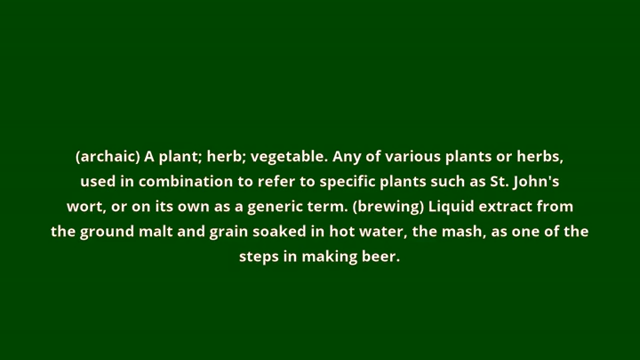 (archaic) A plant; herb; vegetable. Any of various plants or herbs,
used in combination to refer to specific plants such as St. John's
wort, or on its own as a generic term. (brewing) Liquid extract from
the ground malt and grain soaked in hot water, the mash, as one of the
steps in making beer.